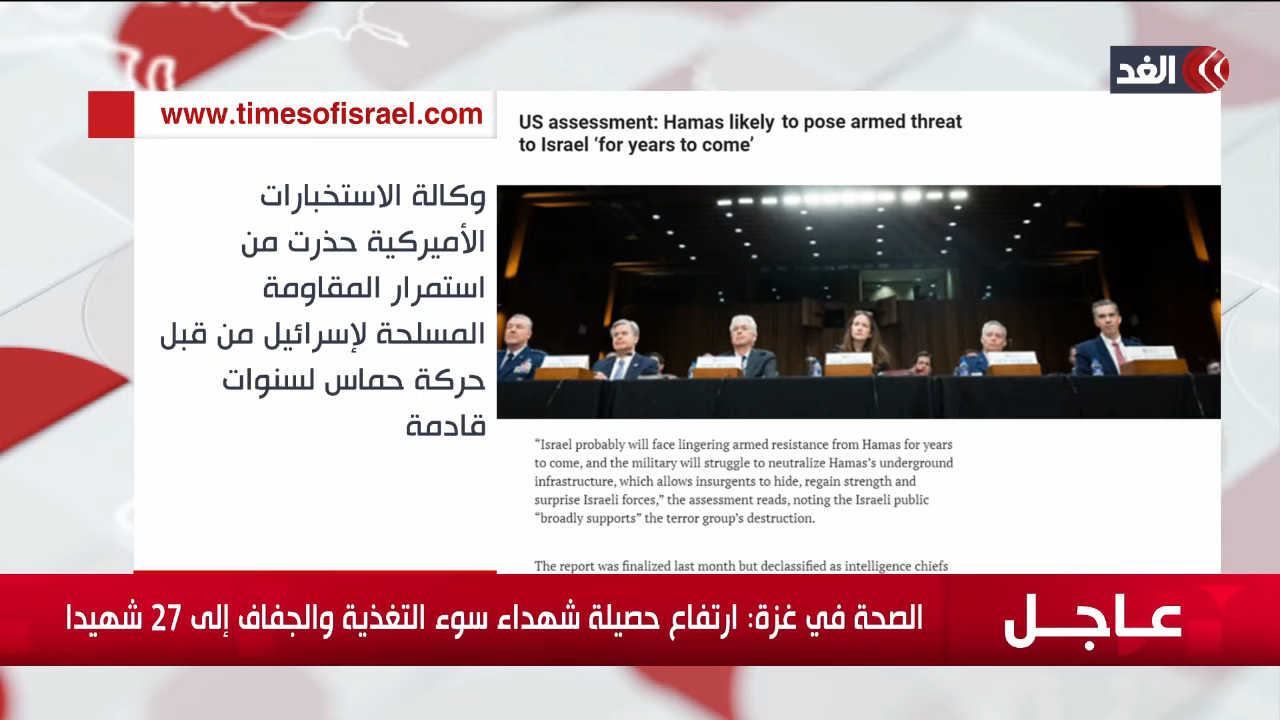 الغد
www.timesofisrael.com
US assessment: Hamas likely to pose armed threat
to Israel ‘for years to come’
وكالة الاستخبارات
الأميركية حذرت من
استمرار المقاومة
المسلحة لإسرائيل من قبل
حركة حماس لسنوات
قادمة
“Israel probably will face lingering armed resistance from Hamas for years
to come, and the military will struggle to neutralize Hamas’s underground
infrastructure, which allows insurgents to hide, regain strength and
surprise Israeli forces,” the assessment reads, noting the Israeli public
“broadly supports” the terror group’s destruction.
The report was finalized last month but declassified as intelligence chiefs
عاجل
الصحة في غزة: ارتفاع حصيلة شهداء سوء التغذية والجفاف إلى 27 شهيدا